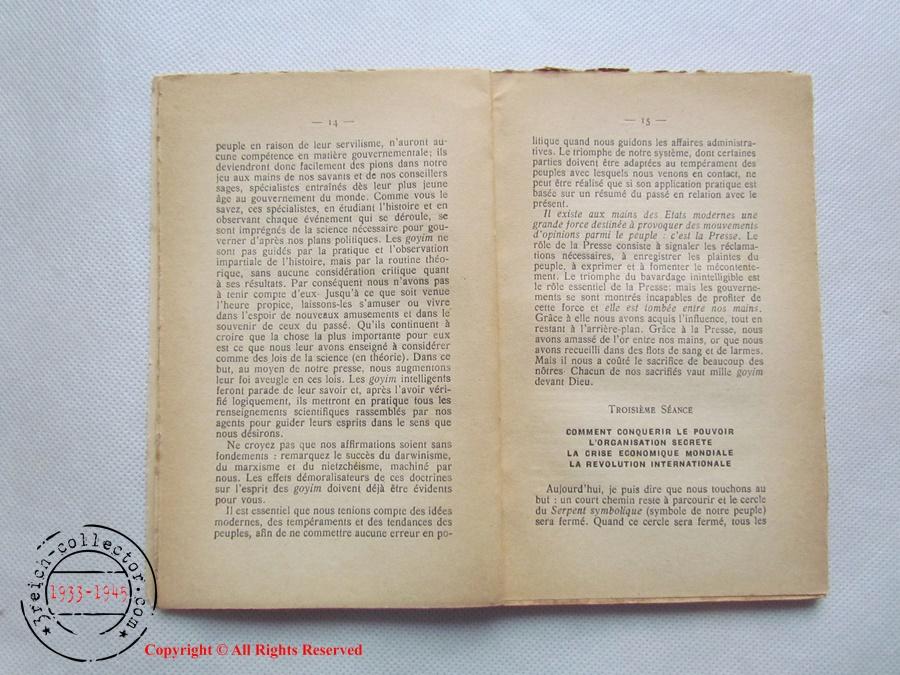 — 14 —
peuple en raison de leur servilisme, n'auront au-
cune compétence en matière gouvernementale; ils
deviendront donc facilement des pions dans notre
jeu aux mains de nos savants et de nos conseillers
sages, spécialistes entraînés dès leur plus jeune
âge au gouvernement du monde. Comme vous le
savez, ces spécialistes, en étudiant l'histoire et en
observant chaque événement qui se déroule, se
sont imprégnés de la science nécessaire pour gou-
verner d'après nos plans politiques. Les goyim ne
sont pas guidés par la pratique et l'observation
impartiale de l'histoire, mais par la routine théo-
rique, sans aucune considération critique quant
à ses résultats. Par conséquent nous n'avons pas
à tenir compte d'eux. Jusqu'à ce que soit venue
l'heure propice, laissons-les s'amuser ou vivre
dans l'espoir de nouveaux amusements et dans le
souvenir de ceux du passé. Qu'ils continuent à
croire que la chose la plus importante pour eux
est ce que nous leur avons enseigné à considérer
comme des lois de la science (en théorie). Dans ce
but, au moyen de notre presse, nous augmentons
leur foi aveugle en ces lois. Les goyim intelligents
feront parade de leur savoir et, après l'avoir véri-
fié logiquement, ils mettront en pratique tous les
renseignements scientifiques rassemblés par nos
agents pour guider leurs esprits dans le sens que
nous désirons.
Ne croyez pas que nos affirmations soient sans
fondements : remarquez le succès du darwinisme,
du marxisme et du nietzchéisme, machiné par
nous. Les effets démoralisateurs de ces doctrines
sur l'esprit des goyim doivent déjà être évidents
pour vous.
Il est essentiel que nous tenions compte des idées
modernes, des tempéraments et des tendances des
peuples, afin de ne commettre aucune erreur en po-
— 15 —
litique quand nous guidons les affaires administra-
tives. Le triomphe de notre système, dont certaines
parties doivent être adaptées au tempérament des
peuples avec lesquels nous venons en contact, ne
peut être réalisé que si son application pratique est
basée sur un résumé du passé en relation avec le
présent.
Il existe aux mains des Etats modernes une
grande force destinée à provoquer des mouvements
d'opinions parmi le peuple : c'est la Presse. Le
rôle de la Presse consiste à signaler les réclama-
tions nécessaires, à enregistrer les plaintes du
peuple, à exprimer et à fomenter le mécontente-
ment. Le triomphe du bavardage inintelligible est
le rôle essentiel de la Presse: mais les gouverne-
ments se sont montrés incapables de profiter de
cette force et elle est tombée entre nos mains.
Grâce à elle nous avons acquis l'influence, tout en
restant à l'arrière-plan. Grâce à la Presse, nous
avons amassé de l'or entre nos mains, or que nous
avons recueilli dans des flots de sang et de larmes.
Mais il nous a coûté le sacrifice de beaucoup des
nôtres. Chacun de nos sacrifiés vaut mille goyim
devant Dieu.
TROISIÈME SÉANCE
COMMENT CONQUERIR LE POUVOIR
L'ORGANISATION SECRETE
LA CRISE ECONOMIQUE MONDIALE
LA REVOLUTION INTERNATIONALE
Aujourd'hui, je puis dire que nous touchons au
but : un court chemin reste à parcourir et le cercle
du Serpent symbolique (symbole de notre peuple)
sera fermé. Quand ce cercle sera fermé, tous les
3reich-collector.com
1933-1945
Copyright © All Rights Reserved